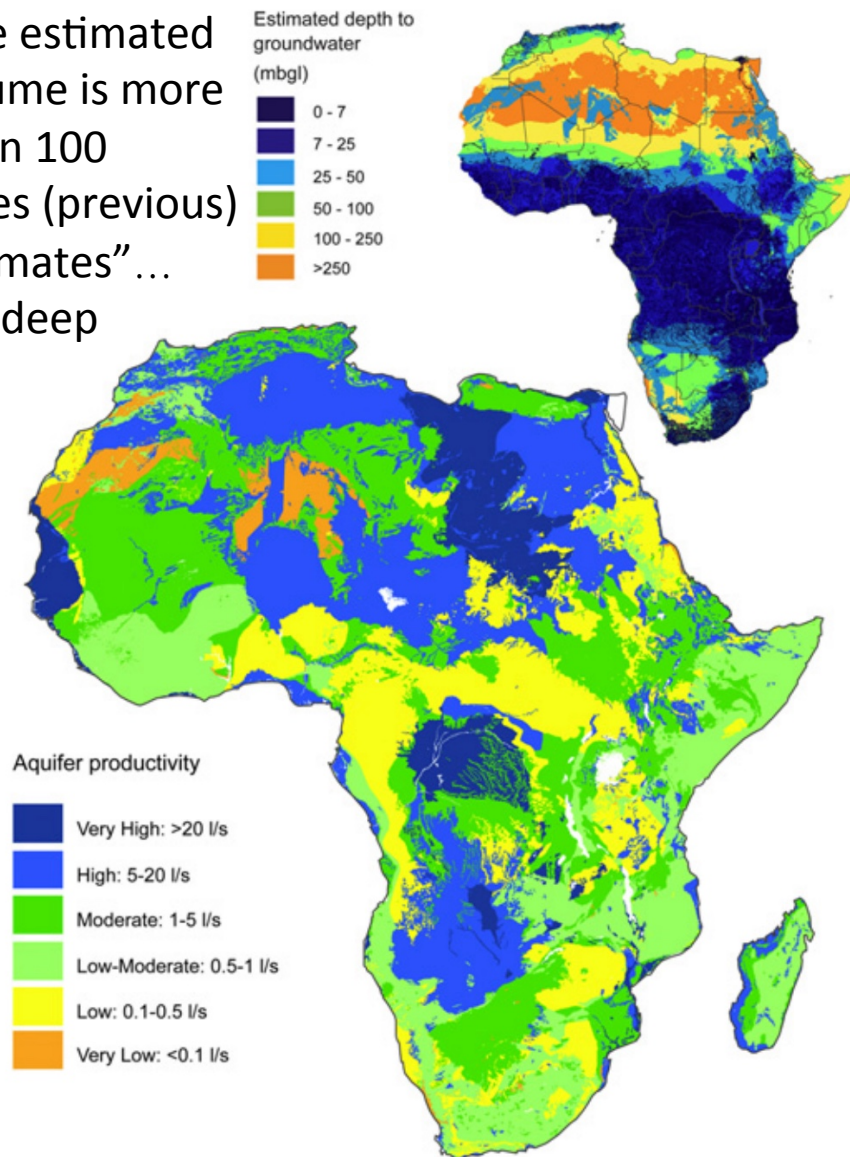 e estimated
ume is more
n 100
es (previous)
mates”…
deep
Estimated depth to
groundwater
(mbgl)
0 - 7
7 - 25
25 - 50
50 - 100
100 - 250
>250
Aquifer productivity
Very High: >20 l/s
High: 5-20 l/s
Moderate: 1-5 l/s
Low-Moderate: 0.5-1 l/s
Low: 0.1-0.5 l/s
Very Low: <0.1 l/s